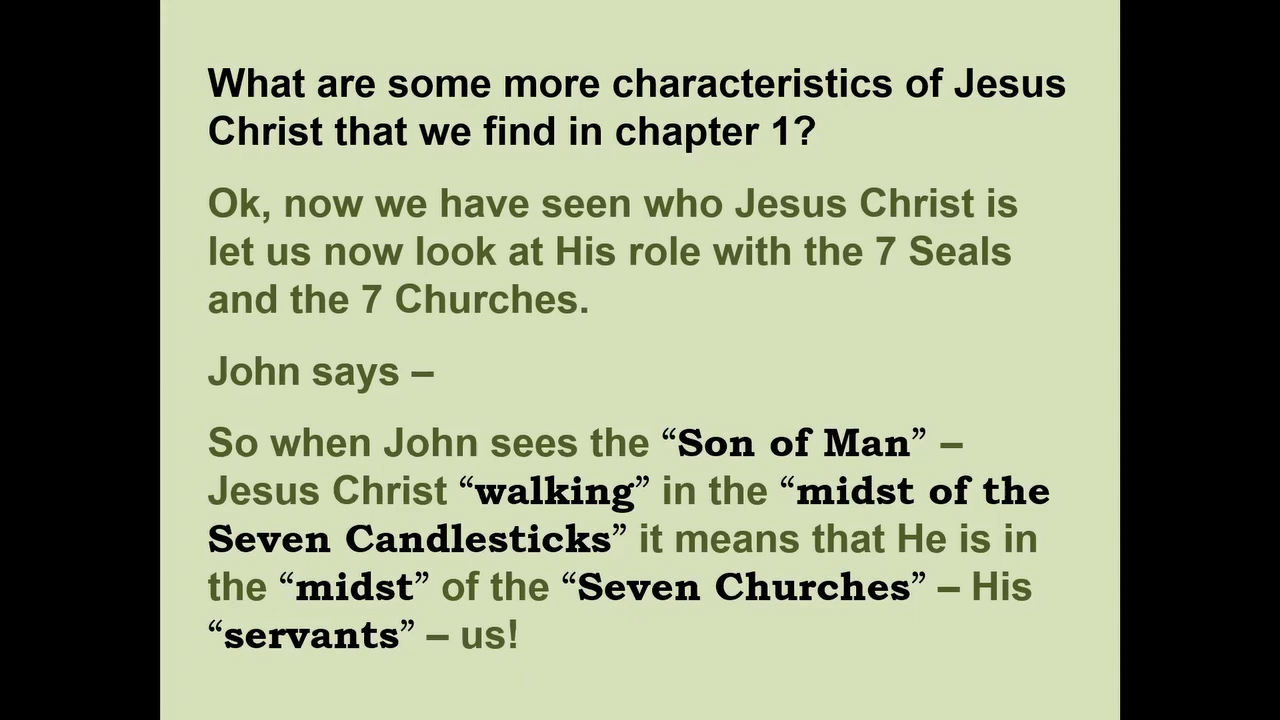 What are some more characteristics of Jesus
Christ that we find in chapter 1?
Ok, now we have seen who Jesus Christ is
let us now look at His role with the 7 Seals
and the 7 Churches.
John says –
So when John sees the “Son of Man” –
Jesus Christ “walking” in the “midst of the
Seven Candlesticks” it means that He is in
the “midst” of the “Seven Churches” – His
“servants” – us!